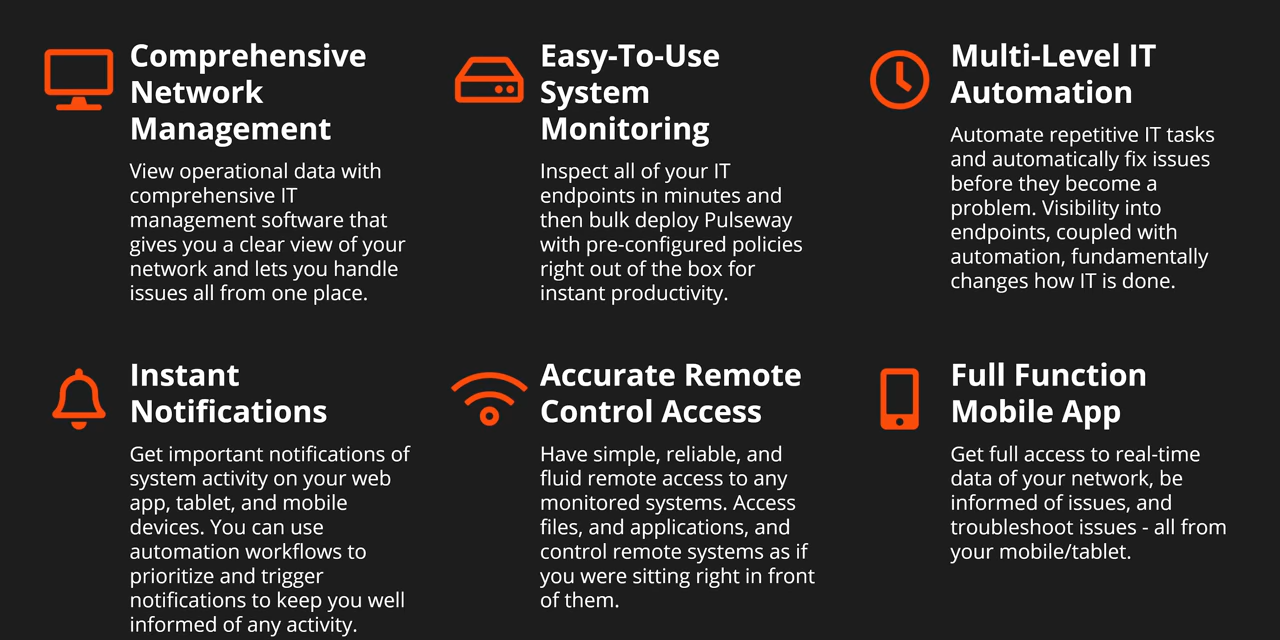 Comprehensive
Network
Management
View operational data with
comprehensive IT
management software that
gives you a clear view of your
network and lets you handle
issues all from one place.
Easy-To-Use
System
Monitoring
Inspect all of your IT
endpoints in minutes and
then bulk deploy Pulseway
with pre-configured policies
right out of the box for
instant productivity.
Multi-Level IT
Automation
Automate repetitive IT tasks
and automatically fix issues
before they become a
problem. Visibility into
endpoints, coupled with
automation, fundamentally
changes how IT is done.
Instant
Notifications
Get important notifications of
system activity on your web
app, tablet, and mobile
devices. You can use
automation workflows to
prioritize and trigger
notifications to keep you well
informed of any activity.
Accurate Remote
Control Access
Have simple, reliable, and
fluid remote access to any
monitored systems. Access
files, and applications, and
control remote systems as if
you were sitting right in front
of them.
Full Function
Mobile App
Get full access to real-time
data of your network, be
informed of issues, and
troubleshoot issues - all from
your mobile/tablet.